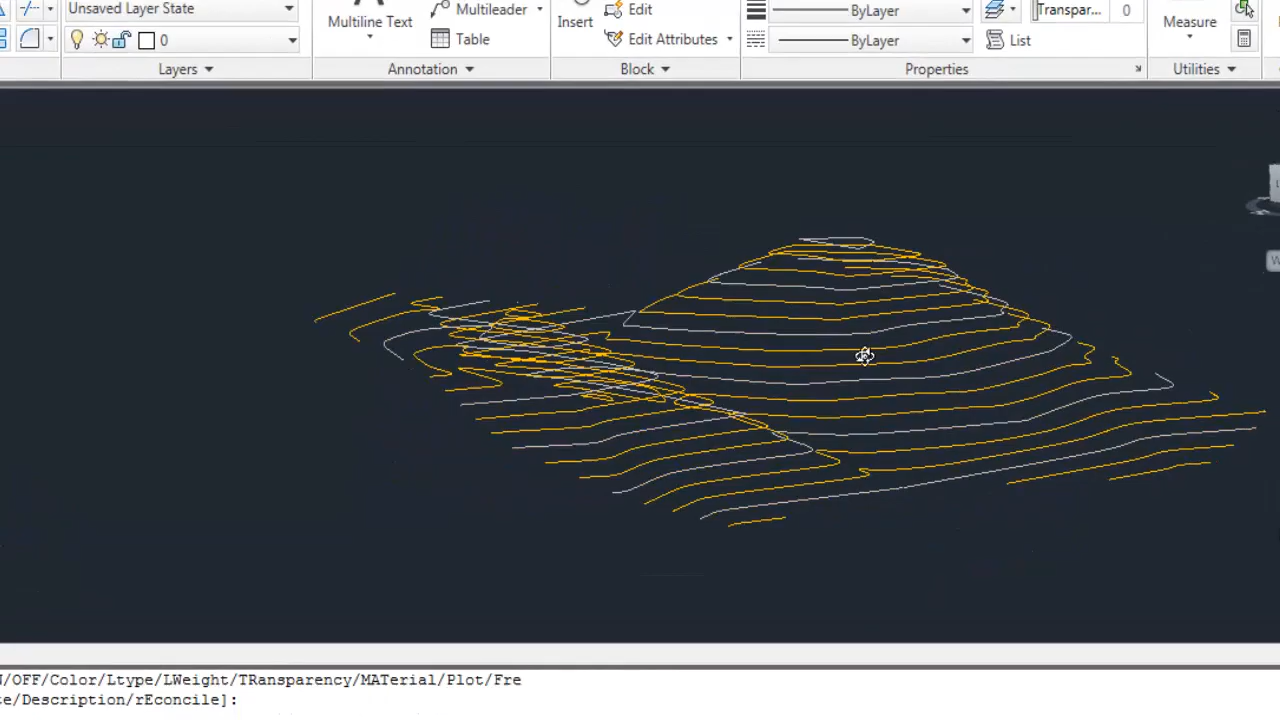 Unsaved Layer State
Multiline Text
Multileader
Table
Insert
Edit
Edit Attributes
ByLayer
Transpar... 0
ByLayer
List
Measure
0
Layers
Annotation
Block
Properties
Utilities
/OFF/Color/Ltype/LWeight/TRansparency/MATerial/Plot/Fre
/Description/rEconcile]: